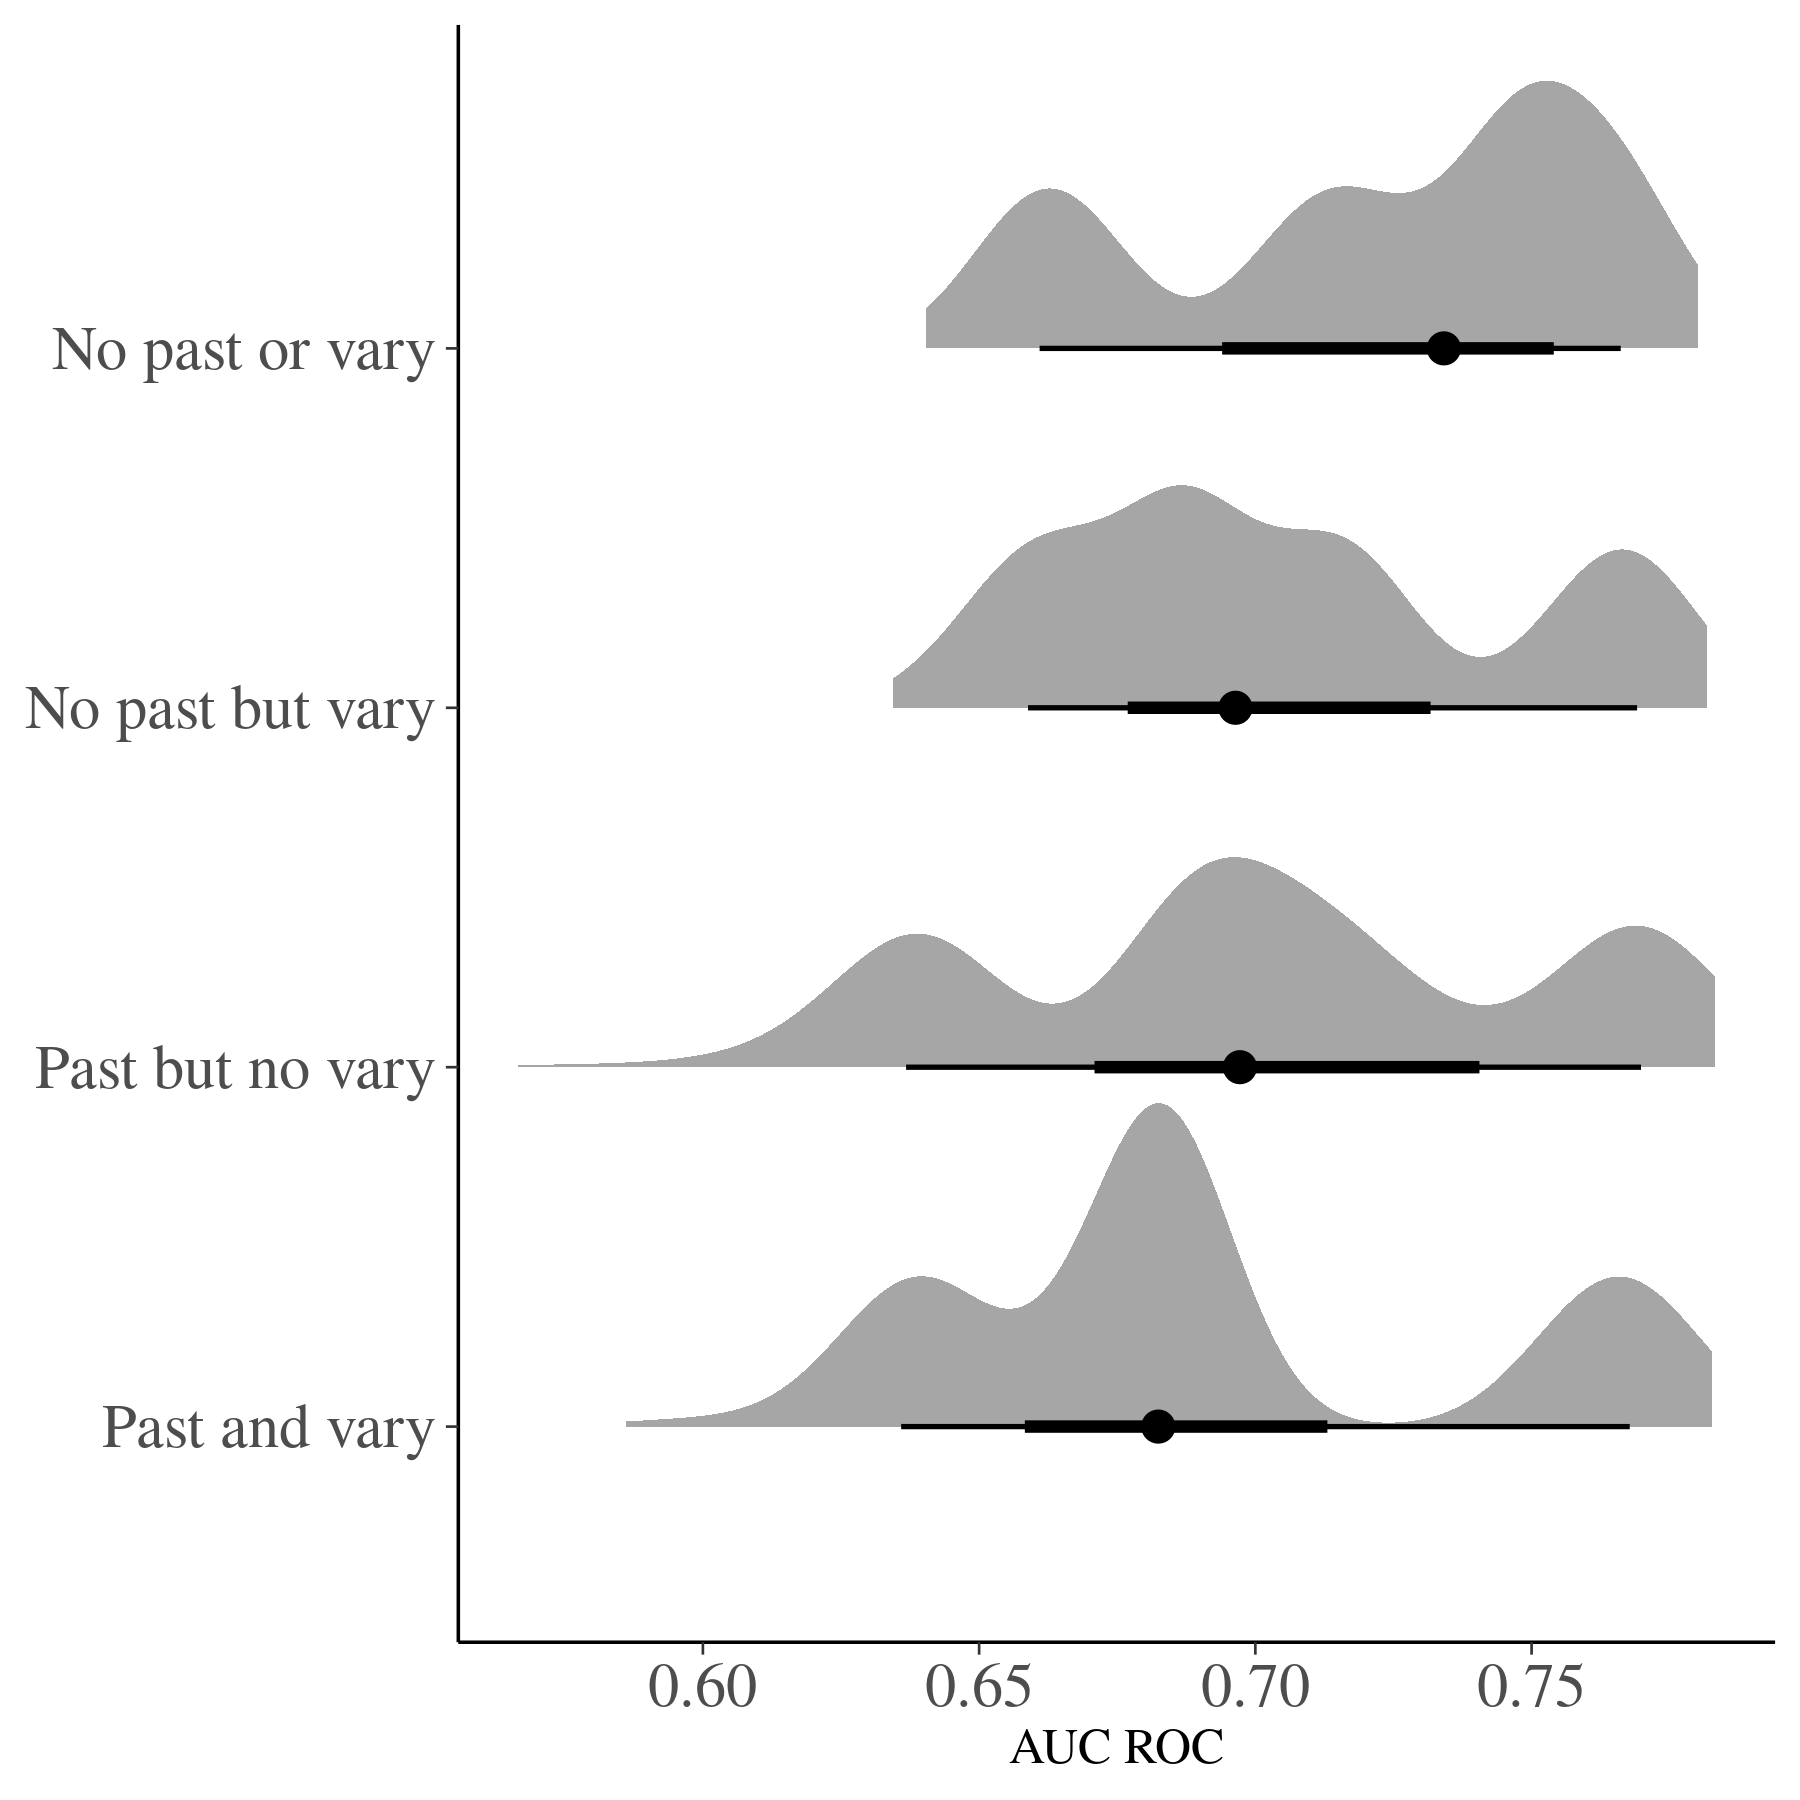 No past or vary
No past but vary
Past but no vary
Past and vary
0.60 0.65 0.70 0.75
AUC ROC